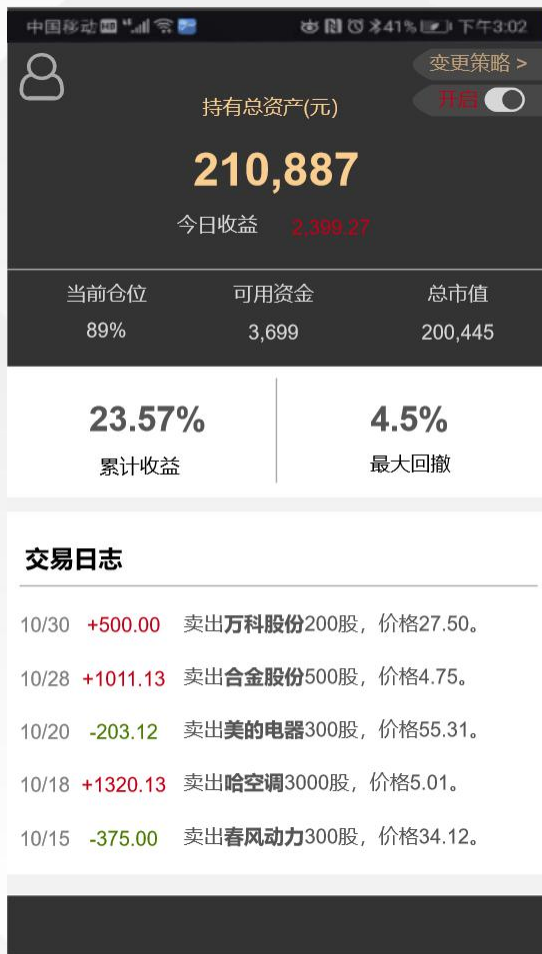 中国移动 HD 41% 下午3:02
变更策略 >
开启
持有总资产(元)
210,887
今日收益 2,399.27
当前仓位 可用资金 总市值
89% 3,699 200,445
23.57% 4.5%
累计收益 最大回撤
交易日志
10/30 +500.00 卖出万科股份200股，价格27.50。
10/28 +1011.13 卖出合金股份500股，价格4.75。
10/20 -203.12 卖出美的电器300股，价格55.31。
10/18 +1320.13 卖出哈空调3000股，价格5.01。
10/15 -375.00 卖出春风动力300股，价格34.12。